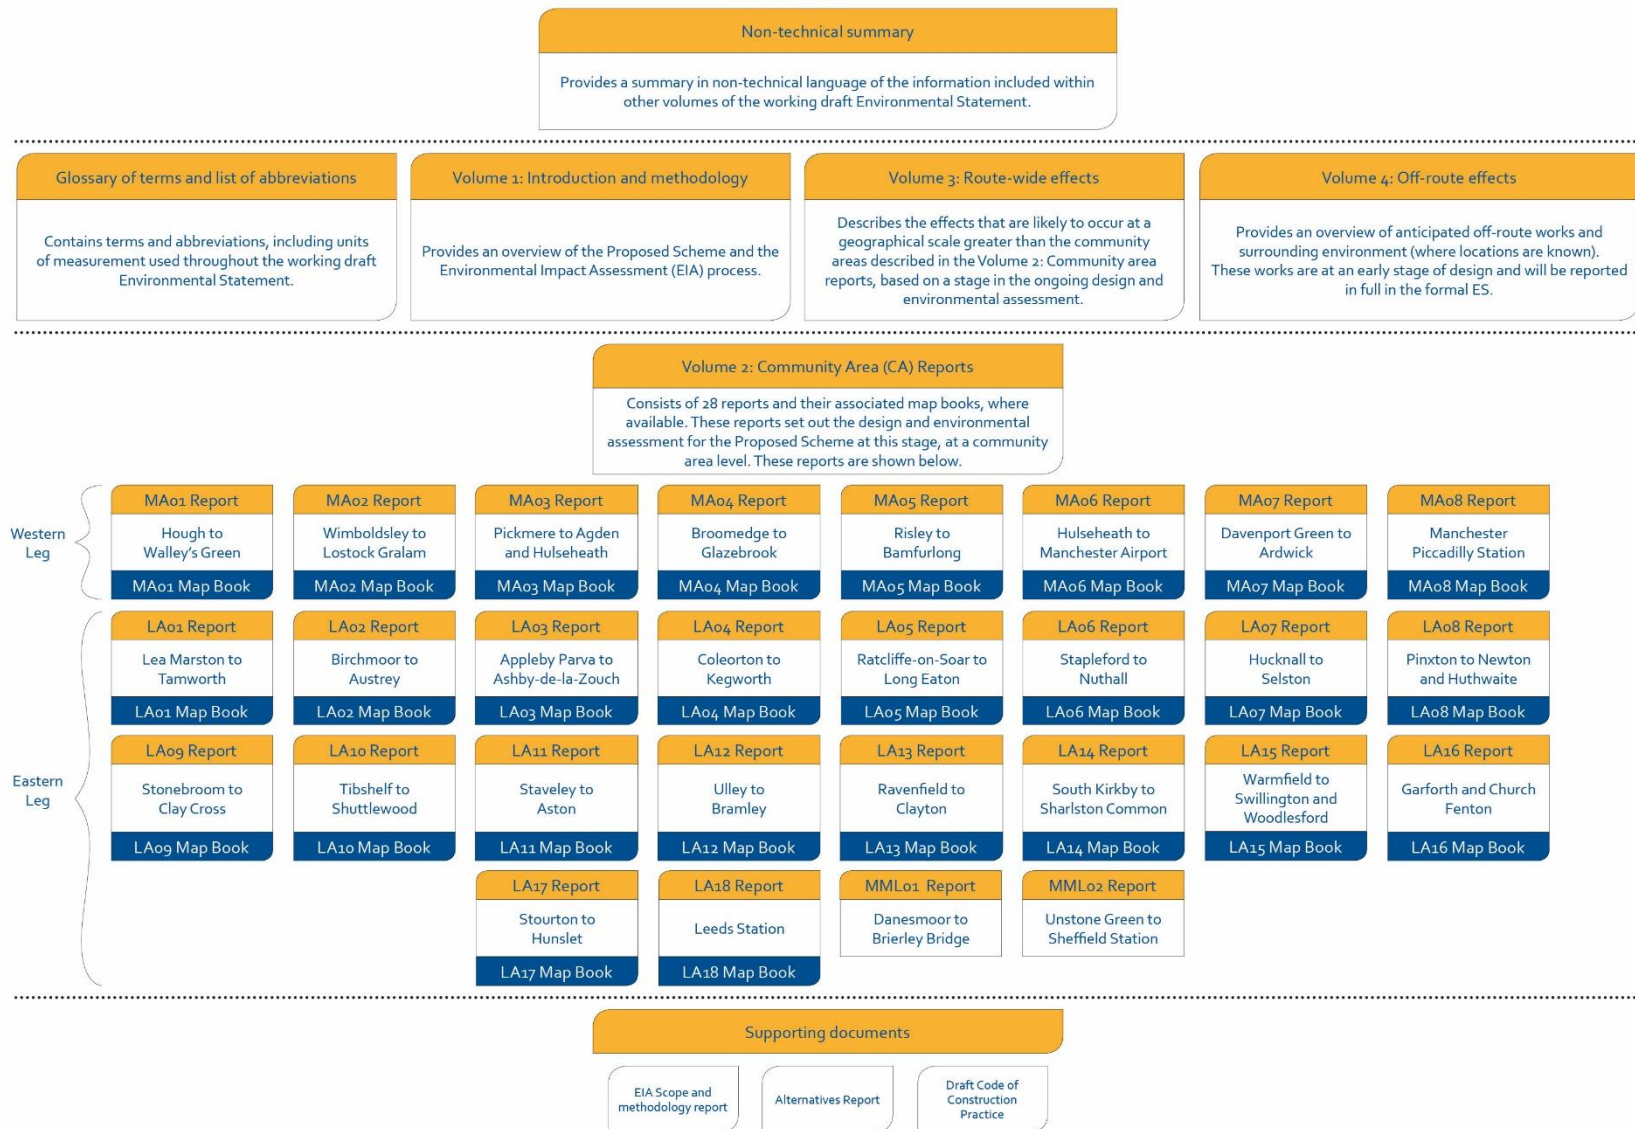 Non-technical summary
Provides a summary in non-technical language of the information included within
other volumes of the working draft Environmental Statement.
Glossary of terms and list of abbreviations
Contains terms and abbreviations, including units
of measurement used throughout the working draft
Environmental Statement.
Volume 1: Introduction and methodology
Provides an overview of the Proposed Scheme and the
Environmental Impact Assessment (EIA) process.
Volume 3: Route-wide effects
Describes the effects that are likely to occur at a
geographical scale greater than the community
areas described in the Volume 2: Community area
reports, based on a stage in the ongoing design and
environmental assessment.
Volume 4: Off-route effects
Provides an overview of anticipated off-route works and
surrounding environment (where locations are known).
These works are at an early stage of design and will be reported
in full in the formal ES.
Volume 2: Community Area (CA) Reports
Consists of 28 reports and their associated map books, where
available. These reports set out the design and environmental
assessment for the Proposed Scheme at this stage, at a community
area level. These reports are shown below.
Western
Leg
MA01 Report
Hough to
Walley's Green
MA01 Map Book
MA02 Report
Wimboldsley to
Lostock Gralam
MA02 Map Book
MA03 Report
Pickmere to Agden
and Hulseheath
MA03 Map Book
MA04 Report
Broomedge to
Glazebrook
MA04 Map Book
MA05 Report
Risley to
Bamfurlong
MA05 Map Book
MA06 Report
Hulseheath to
Manchester Airport
MA06 Map Book
MA07 Report
Davenport Green to
Ardwick
MA07 Map Book
MA08 Report
Manchester
Piccadilly Station
MA08 Map Book
Eastern
Leg
LA01 Report
Lea Marston to
Tamworth
LA01 Map Book
LA02 Report
Birchmoor to
Austrey
LA02 Map Book
LA03 Report
Appleby Parva to
Ashby-de-la-Zouch
LA03 Map Book
LA04 Report
Coleorton to
Kegworth
LA04 Map Book
LA05 Report
Ratcliffe-on-Soar to
Long Eaton
LA05 Map Book
LA06 Report
Stapleford to
Nuthall
LA06 Map Book
LA07 Report
Hucknall to
Selston
LA07 Map Book
LA08 Report
Pinxton to Newton
and Huthwaite
LA08 Map Book
LA09 Report
Stonebroom to
Clay Cross
LA09 Map Book
LA10 Report
Tibshelf to
Shuttlewood
LA10 Map Book
LA11 Report
Staveley to
Aston
LA11 Map Book
LA12 Report
Ulley to
Bramley
LA12 Map Book
LA13 Report
Ravenfield to
Clayton
LA13 Map Book
LA14 Report
South Kirkby to
Sharlston Common
LA14 Map Book
LA15 Report
Warmfield to
Swillington and
Woodlesford
LA15 Map Book
LA16 Report
Garforth and Church
Fenton
LA16 Map Book
LA17 Report
Stourton to
Hunslet
LA17 Map Book
LA18 Report
Leeds Station
LA18 Map Book
MML01 Report
Danesmoor to
Brierley Bridge
MML02 Report
Unstone Green to
Sheffield Station
Supporting documents
EIA Scope and
methodology report
Alternatives Report
Draft Code of
Construction
Practice